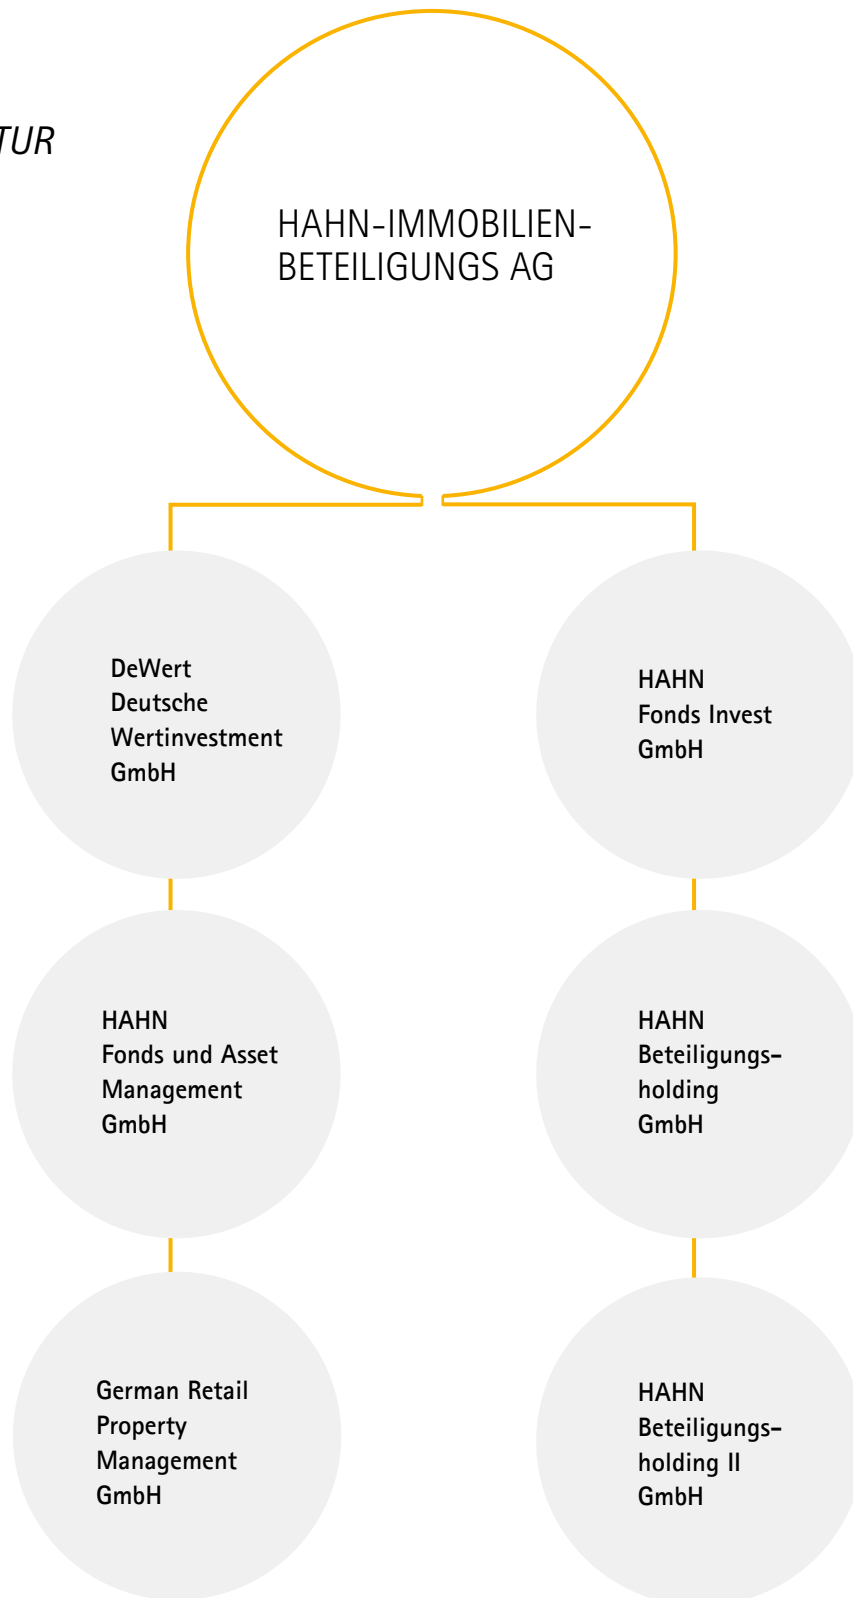 TUR
HAHN-IMMOBILIEN-
BETEILIGUNGS AG
DeWert
Deutsche
Wertinvestment
GmbH
HAHN
Fonds Invest
GmbH
HAHN
Fonds und Asset
Management
GmbH
HAHN
Beteiligungs-
holding
GmbH
German Retail
Property
Management
GmbH
HAHN
Beteiligungs-
holding II
GmbH